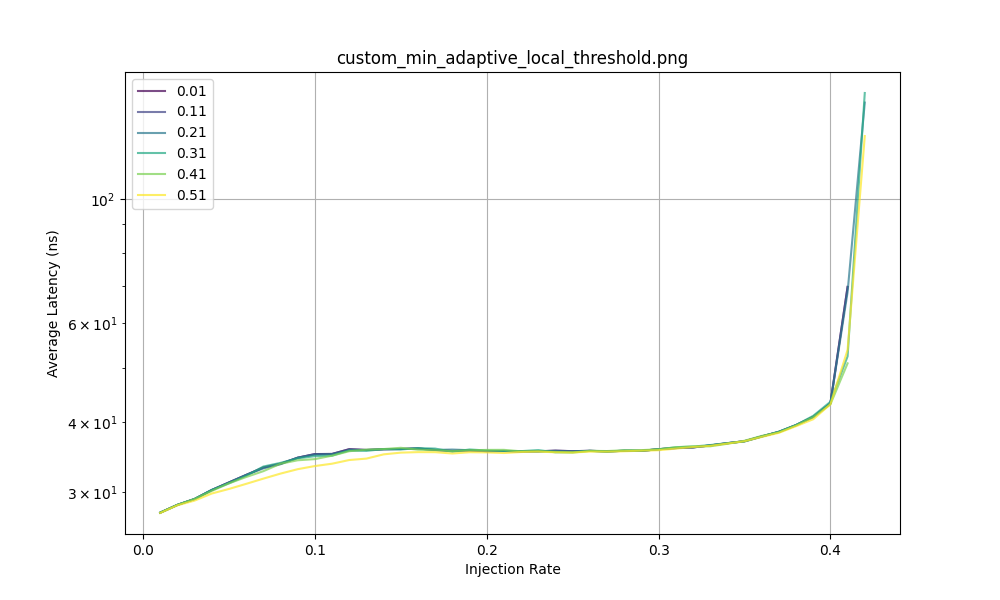 custom_min_adaptive_local_threshold.png
0.01
0.11
0.21
0.31
0.41
0.51
10²
6 × 10¹
4 × 10¹
3 × 10¹
Average Latency (ns)
0.0 0.1 0.2 0.3 0.4
Injection Rate